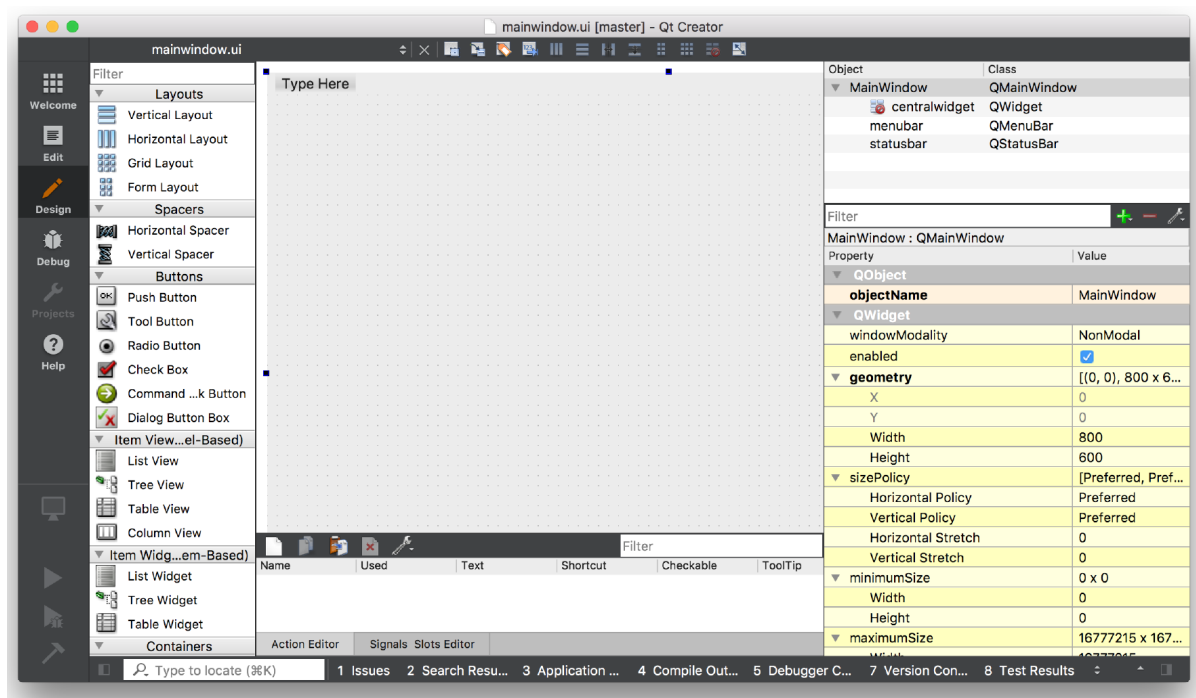 mainwindow.ui [master] - Qt Creator
mainwindow.ui
Welcome
Edit
Design
Debug
Projects
Help
Filter
Layouts
Vertical Layout
Horizontal Layout
Grid Layout
Form Layout
Spacers
Horizontal Spacer
Vertical Spacer
Buttons
OK Push Button
Tool Button
Radio Button
Check Box
Command ...k Button
Dialog Button Box
Item View...el-Based)
List View
Tree View
Table View
Column View
Item Widg...em-Based)
List Widget
Tree Widget
Table Widget
Containers
Type Here
Filter
Name Used Text Shortcut Checkable ToolTip
Action Editor Signals Slots Editor
Object Class
MainWindow QMainWindow
centralwidget QWidget
menubar QMenuBar
statusbar QStatusBar
Filter
MainWindow : QMainWindow
Property Value
QObject
objectName MainWindow
QWidget
windowModality NonModal
enabled
geometry [(0, 0), 800 x 6...
X 0
Y 0
Width 800
Height 600
sizePolicy [Preferred, Pref...
Horizontal Policy Preferred
Vertical Policy Preferred
Horizontal Stretch 0
Vertical Stretch 0
minimumSize 0 x 0
Width 0
Height 0
maximumSize 16777215 x 167...
Width 16777215
Type to locate (⌘K) 1 Issues 2 Search Resu... 3 Application ... 4 Compile Out... 5 Debugger C... 7 Version Con... 8 Test Results